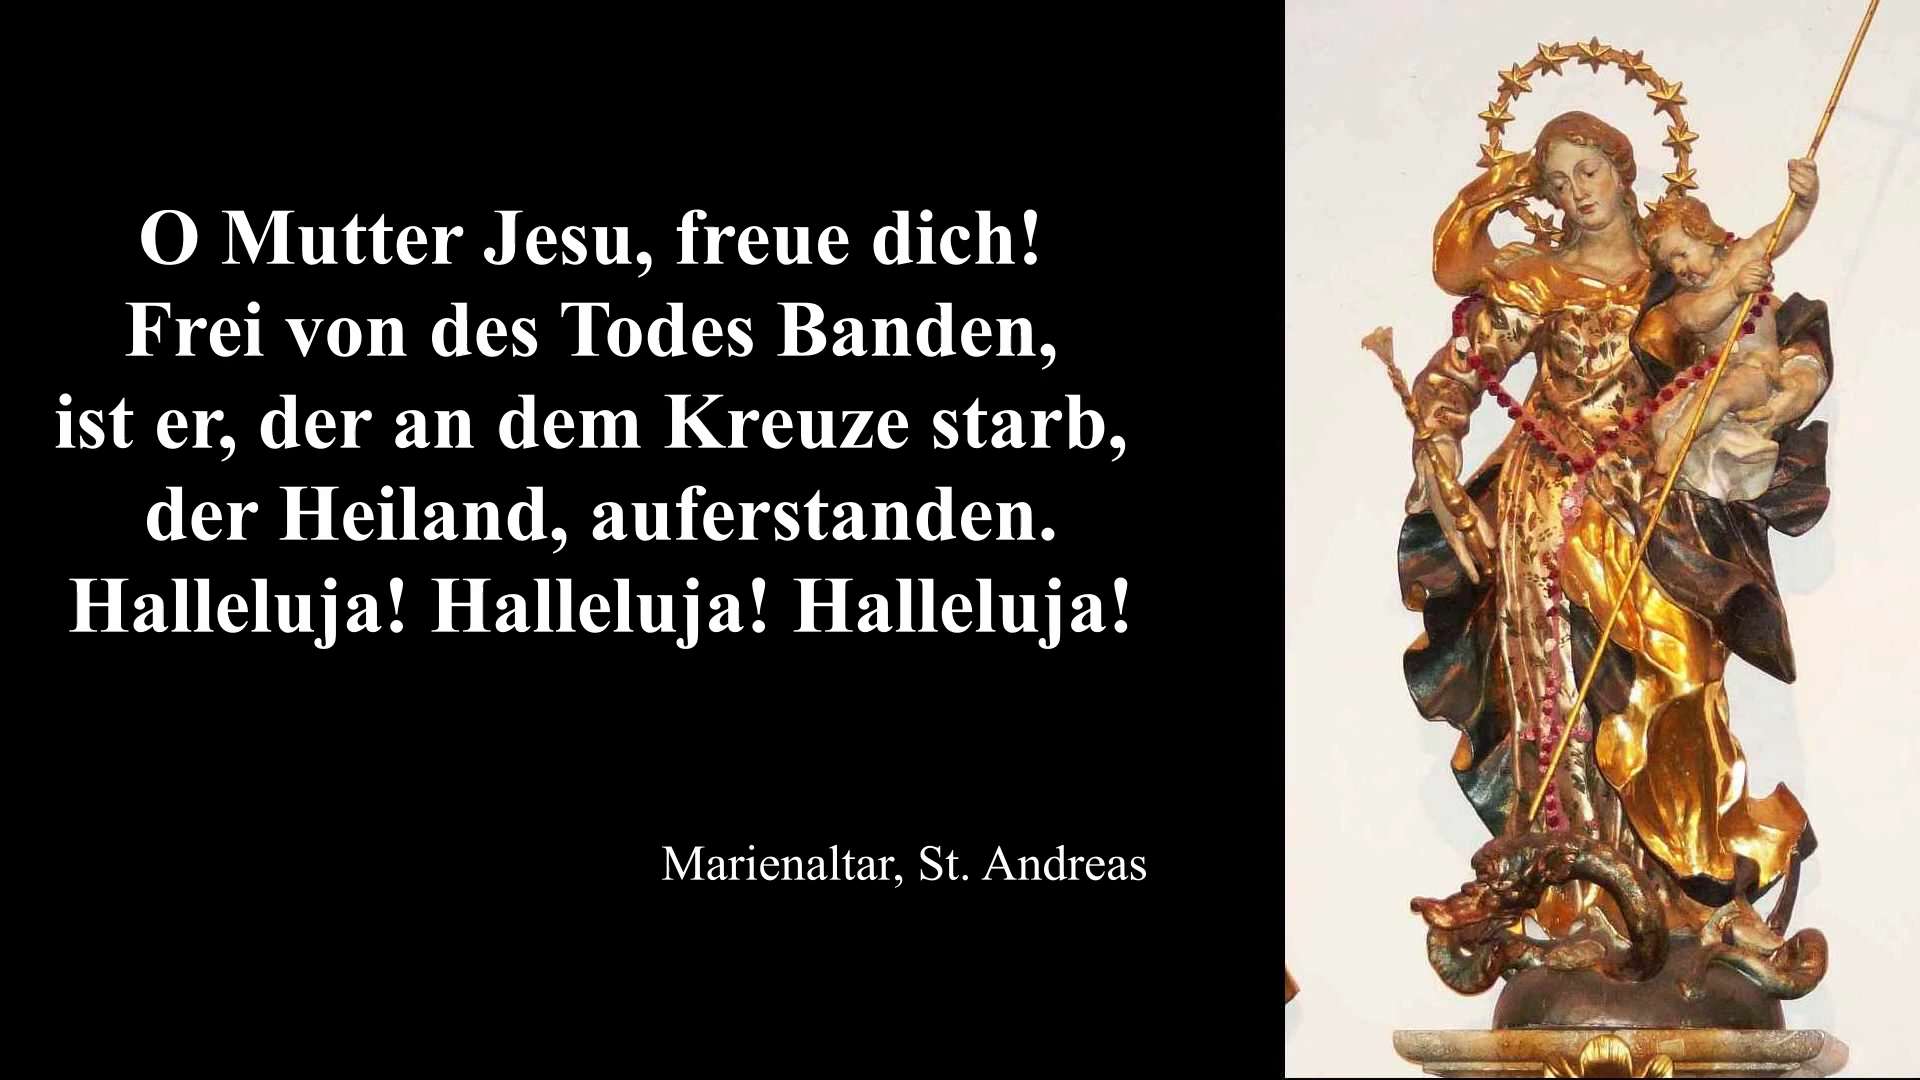 O Mutter Jesu, freue dich!
Frei von des Todes Banden,
ist er, der an dem Kreuze starb,
der Heiland, auferstanden.
Halleluja! Halleluja! Halleluja!
Marienaltar, St. Andreas